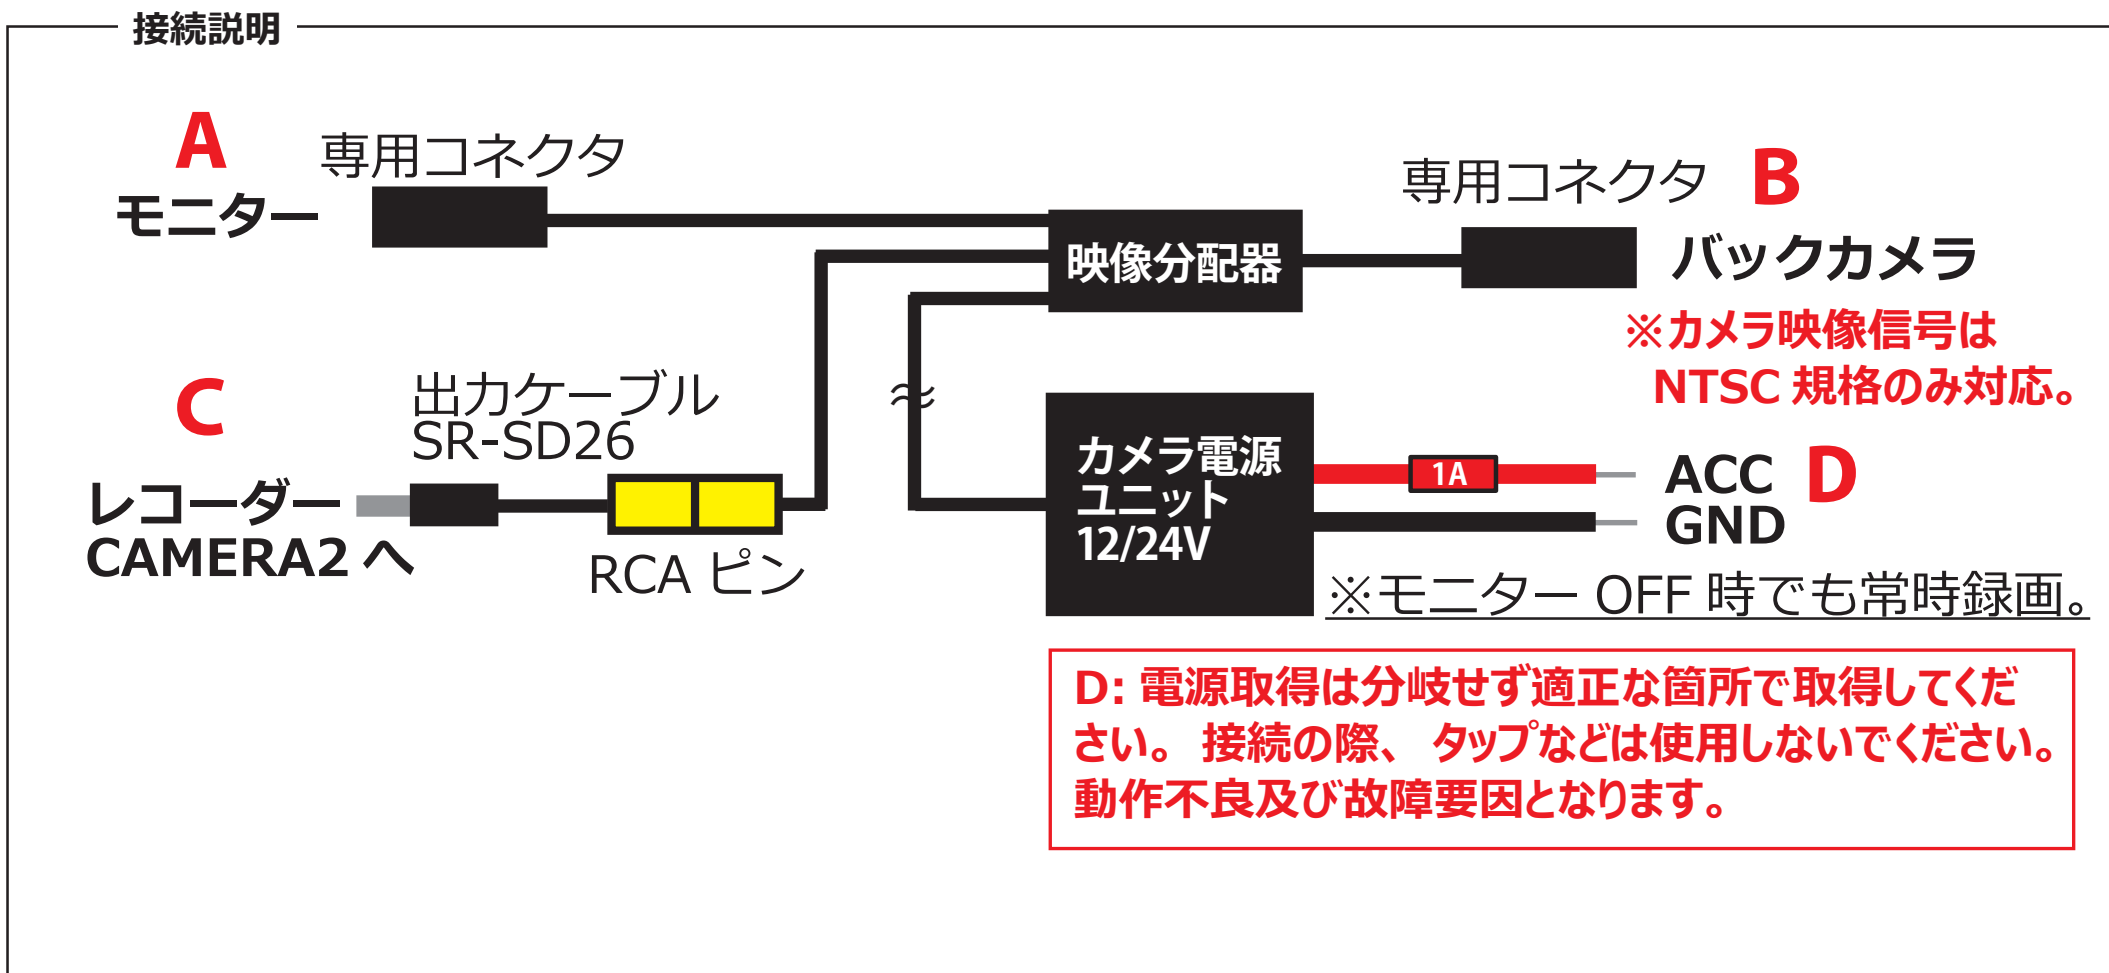 接続説明
A
専用コネクタ
モニター
専用コネクタ
B
バックカメラ
映像分配器
※カメラ映像信号は
NTSC 規格のみ対応。
C
出力ケーブル
SR-SD26
レコーダー
CAMERA2 へ
RCA ピン
カメラ電源
ユニット
12/24V
1A
ACC
D
GND
※モニター OFF 時でも常時録画。
D: 電源取得は分岐せず適正な箇所で取得してくだ
さい。 接続の際、 タップなどは使用しないでください。
動作不良及び故障要因となります。